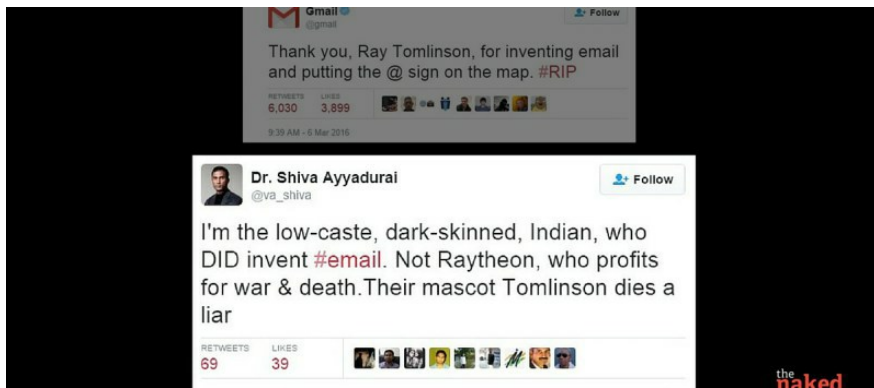 Gmail
@gmail
Follow
Thank you, Ray Tomlinson, for inventing email
and putting the @ sign on the map. #RIP
RETWEETS LIKES
6,030 3,899
9:39 AM - 6 Mar 2016
Dr. Shiva Ayyadurai
@va_shiva
Follow
I'm the low-caste, dark-skinned, Indian, who
DID invent #email. Not Raytheon, who profits
for war & death.Their mascot Tomlinson dies a
liar
RETWEETS LIKES
69 39
the
naked